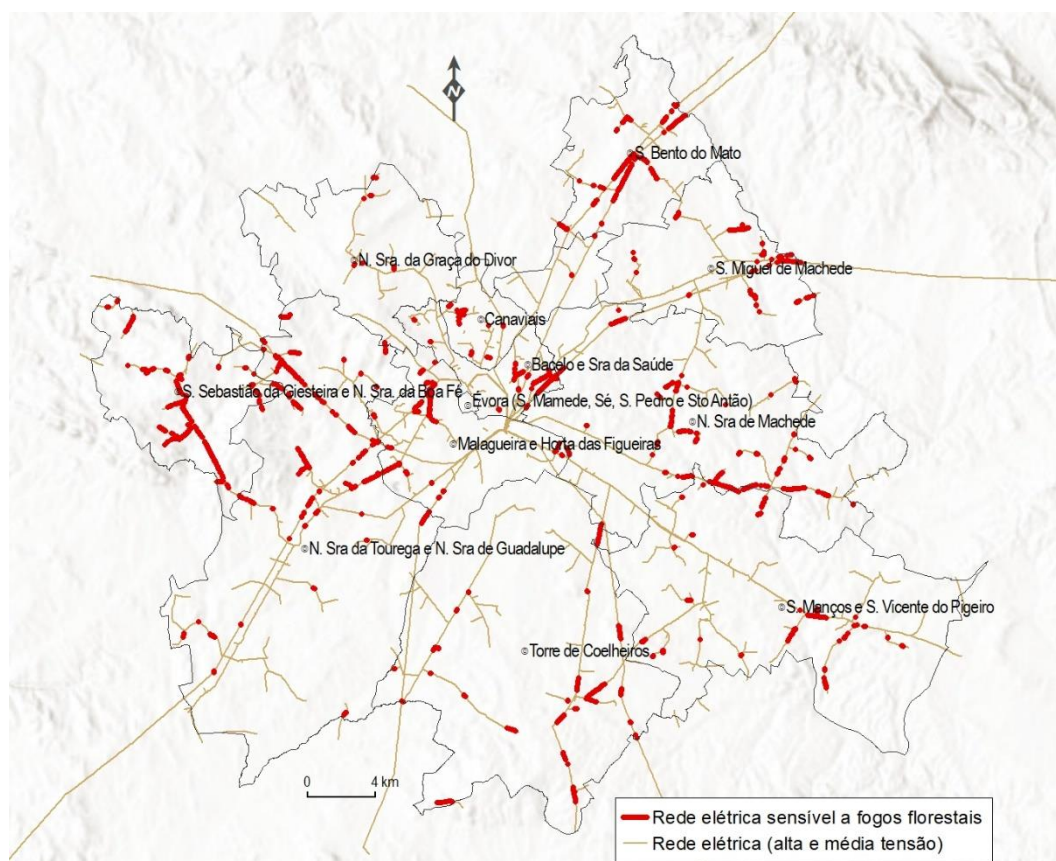 N
S. Bento do Mato
N. Sra. da Graça do Divor
S. Miguel de Machede
Canaviais
Bacelo e Sra da Saúde
S. Sebastião da Giesteira e N. Sra. da Boa Fé
Évora (S. Mamede, Sé, S. Pedro e Sto Antão)
N. Sra de Machede
Malagueira e Horta das Figueiras
N. Sra da Tourega e N. Sra de Guadalupe
S. Manços e S. Vicente do Pigeiro
Torre de Coelheiros
0 4 km
Rede elétrica sensível a fogos florestais
Rede elétrica (alta e média tensão)